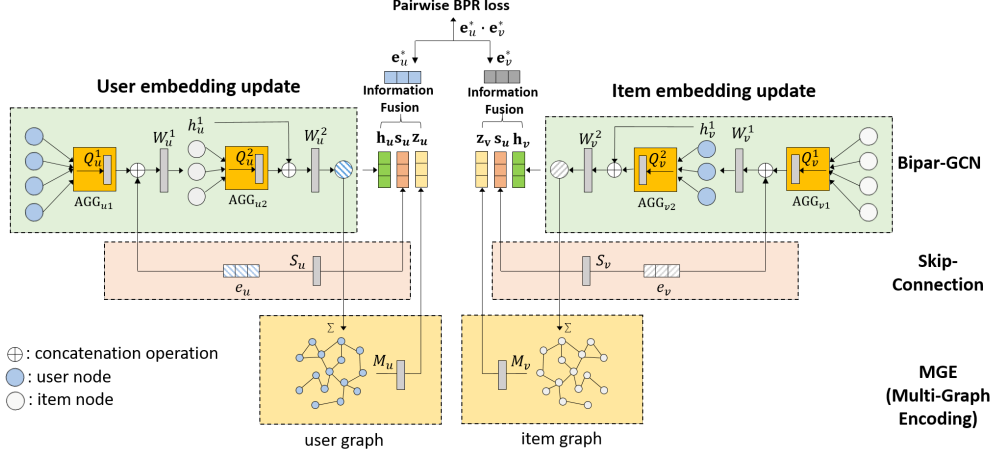 Pairwise BPR loss
e*u · e*v
e*u
e*v
User embedding update
Information
Fusion
Information
Fusion
Item embedding update
Q¹u
AGGu1
W¹u
h¹u
Q²u
AGGu2
W²u
hu su zu
zv su hv
W²v
Q²v
AGGv2
h¹v
W¹v
Q¹v
AGGv1
Bipar-GCN
Su
eu
Sv
ev
Skip-
Connection
Σ
Mu
user graph
Σ
Mv
item graph
MGE
(Multi-Graph
Encoding)
⊕ : concatenation operation
: user node
: item node